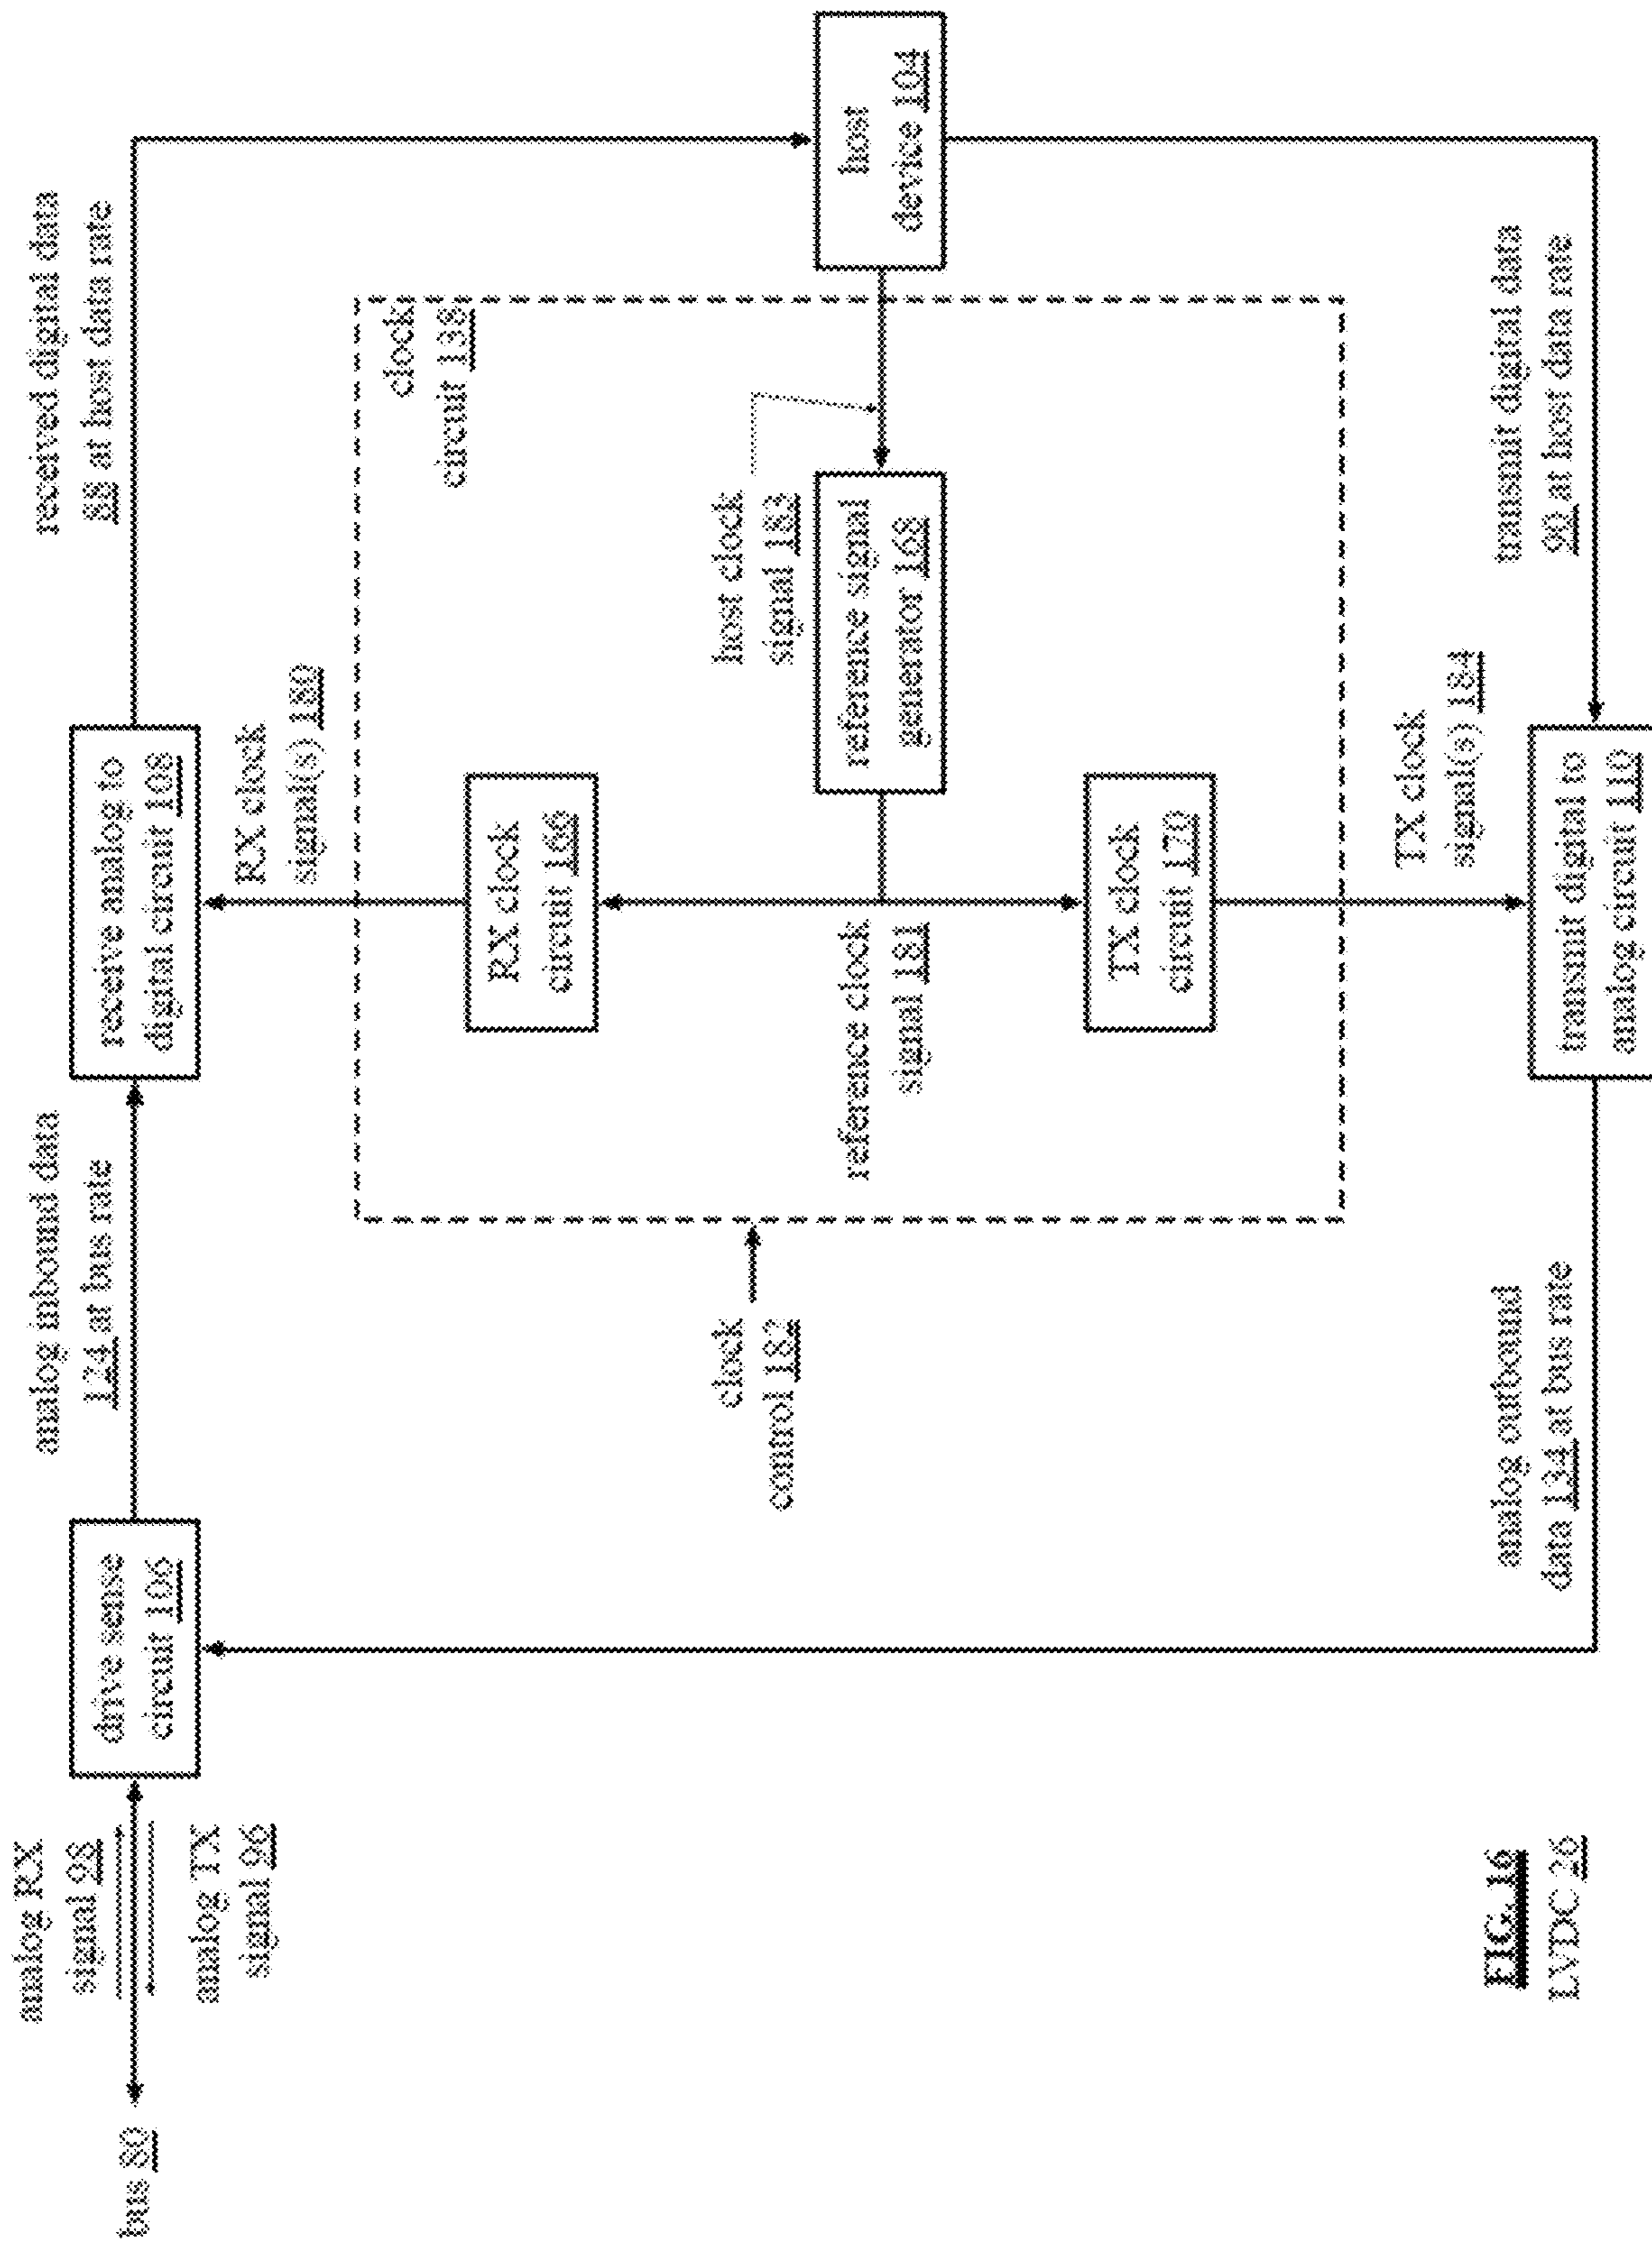 analog RX
signal 98
bus 80
analog TX
signal 96
drive sense
circuit 106
analog inbound data
124 at bus rate
receive analog to
digital circuit 108
received digital data
88 at host data rate
RX clock
signal(s) 180
clock
circuit 138
RX clock
circuit 166
clock
control 182
host clock
signal 183
reference clock
signal 181
reference signal
generator 168
host
device 104
TX clock
circuit 170
TX clock
signal(s) 184
analog outbound
data 134 at bus rate
transmit digital to
analog circuit 110
transmit digital data
90 at host data rate
FIG. 16
LVDC 26